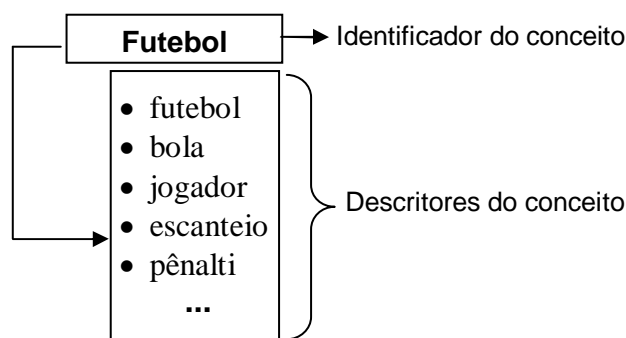 Futebol
Identificador do conceito
• futebol
• bola
• jogador
• escanteio
• pênalti
...
Descritores do conceito